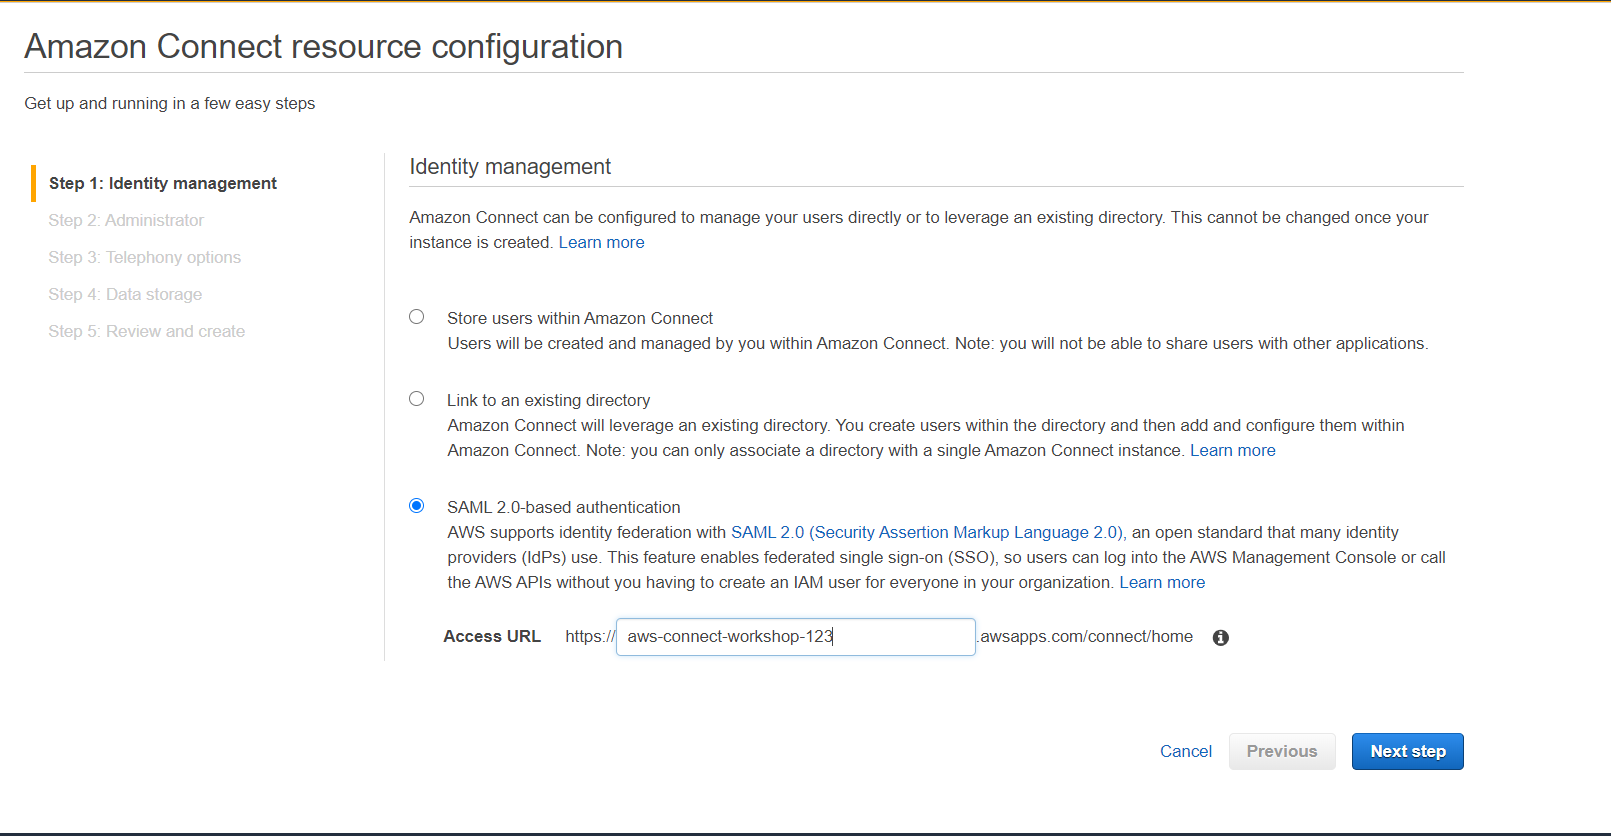 Amazon Connect resource configuration
Get up and running in a few easy steps
Step 1: Identity management
Step 2: Administrator
Step 3: Telephony options
Step 4: Data storage
Step 5: Review and create
Identity management
Amazon Connect can be configured to manage your users directly or to leverage an existing directory. This cannot be changed once your
instance is created. Learn more
Store users within Amazon Connect
Users will be created and managed by you within Amazon Connect. Note: you will not be able to share users with other applications.
Link to an existing directory
Amazon Connect will leverage an existing directory. You create users within the directory and then add and configure them within
Amazon Connect. Note: you can only associate a directory with a single Amazon Connect instance. Learn more
SAML 2.0-based authentication
AWS supports identity federation with SAML 2.0 (Security Assertion Markup Language 2.0), an open standard that many identity
providers (IdPs) use. This feature enables federated single sign-on (SSO), so users can log into the AWS Management Console or call
the AWS APIs without you having to create an IAM user for everyone in your organization. Learn more
Access URL https:// aws-connect-workshop-123 .awsapps.com/connect/home
Cancel Previous Next step